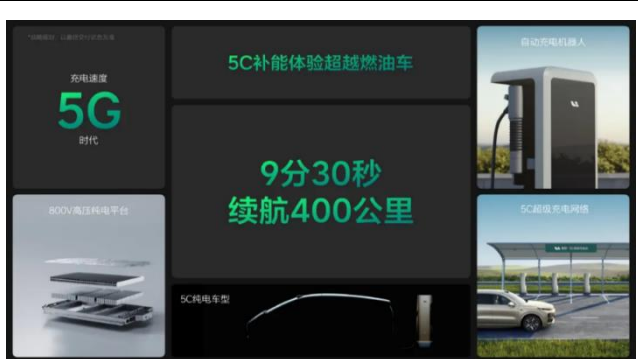 充电速度
5G
时代
5C补能体验超越燃油车
自动充电机器人
9分30秒
续航400公里
800V高压纯电平台
5C纯电车型
5C超级充电网络